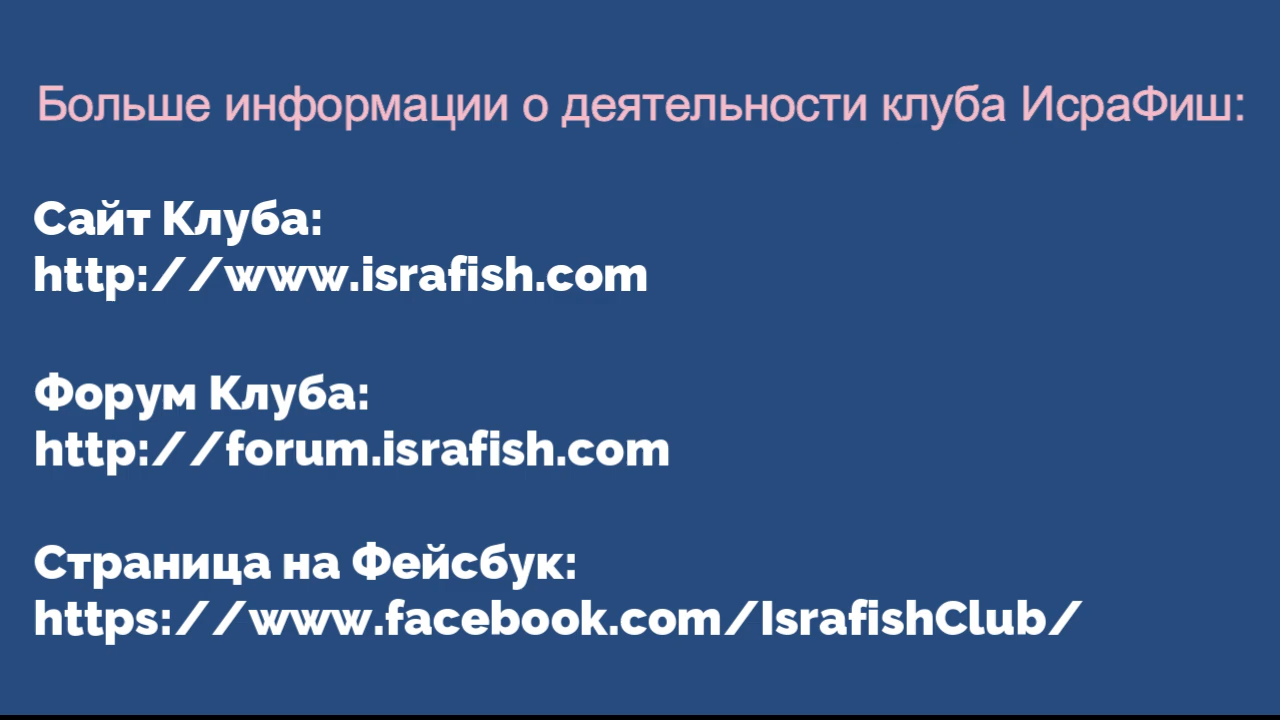 Больше информации о деятельности клуба ИсраФиш:
Сайт Клуба:
http://www.israfish.com
Форум Клуба:
http://forum.israfish.com
Страница на Фейсбук:
https://www.facebook.com/IsrafishClub/